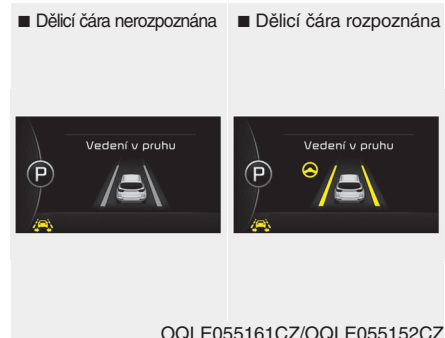 ■ Dělicí čára nerozpoznána
■ Dělicí čára rozpoznána
Vedení v pruhu
P
Vedení v pruhu
P
OQLE055161CZ/OQLE055152CZ